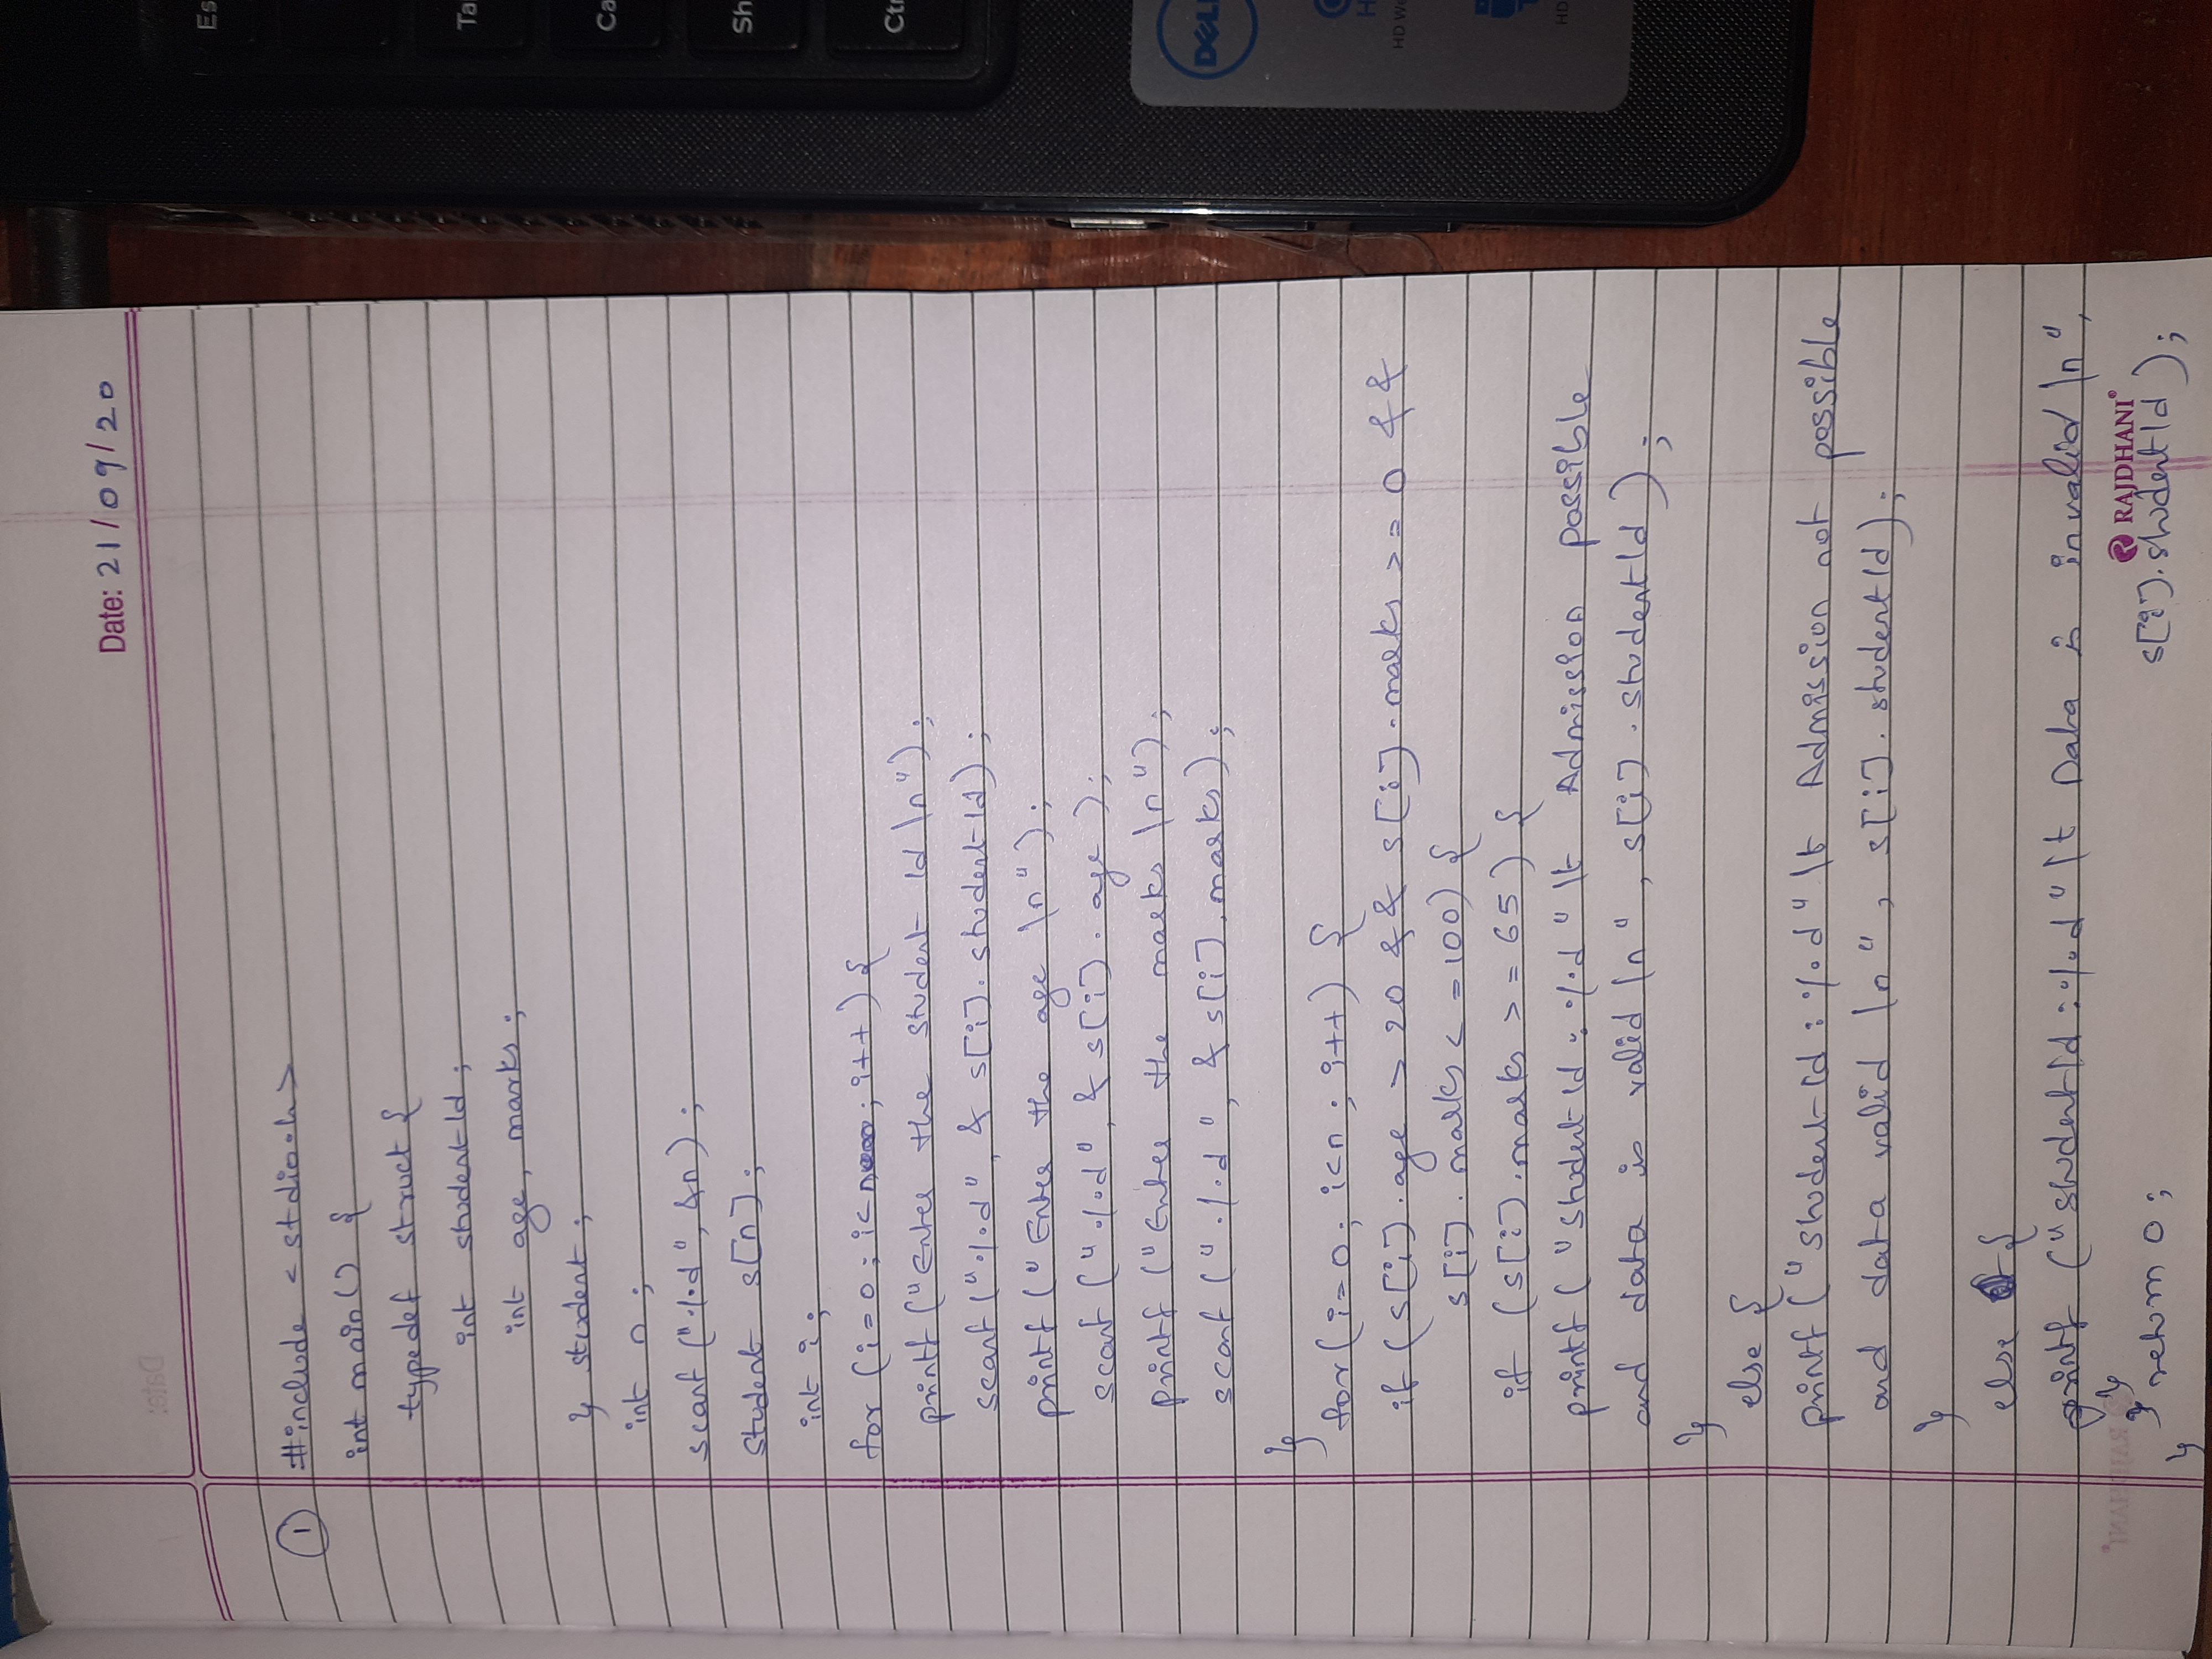 Date: 21/09/20
① #include <stdio.h>
int main() {
typedef struct {
int studentId;
int age, marks;
} student;
int n;
scanf ("%d", &n);
student s[n];
int i;
for (i=0; i<n; i++) {
printf ("Enter the student Id \n");
scanf ("%d", & s[i].studentId);
printf ("Enter the age \n");
scanf ("%d", & s[i].age);
printf ("Enter the marks \n");
scanf ("%d", & s[i].marks);
}
for (i=0; i<n; i++) {
if (s[i].age > 20 && s[i].marks >= 0 &&
s[i].marks <= 100) {
if (s[i].marks >= 65) {
printf ("StudentId : %d" \t Admission possible
and data is valid \n", s[i].studentId);
}
else {
printf ("StudentId : %d" \t Admission not possible
and data valid \n", s[i].studentId);
}
else {
printf ("studentId : %d" \t Data is invalid \n",
s[i].studentId);
}
} return 0;
}
RAJDHANI®
Es
Ta
Ca
Sh
Ctr
DELL
HD We
HD